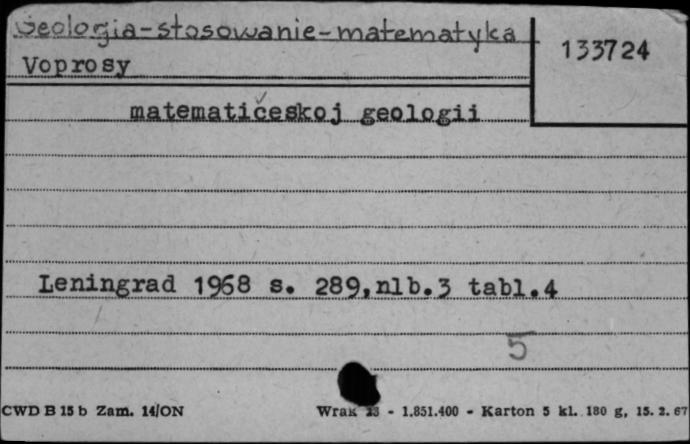 Geologia-stosowanie-matematyka
133724
Voprosy
matematičeskoj geologii
Leningrad 1968 s. 289,nlb.3 tabl.4
5
CWD B 15 b Zam. 14/ON
Wrak 23 - 1.851.400 - Karton 5 kl. 180 g, 15. 2. 67